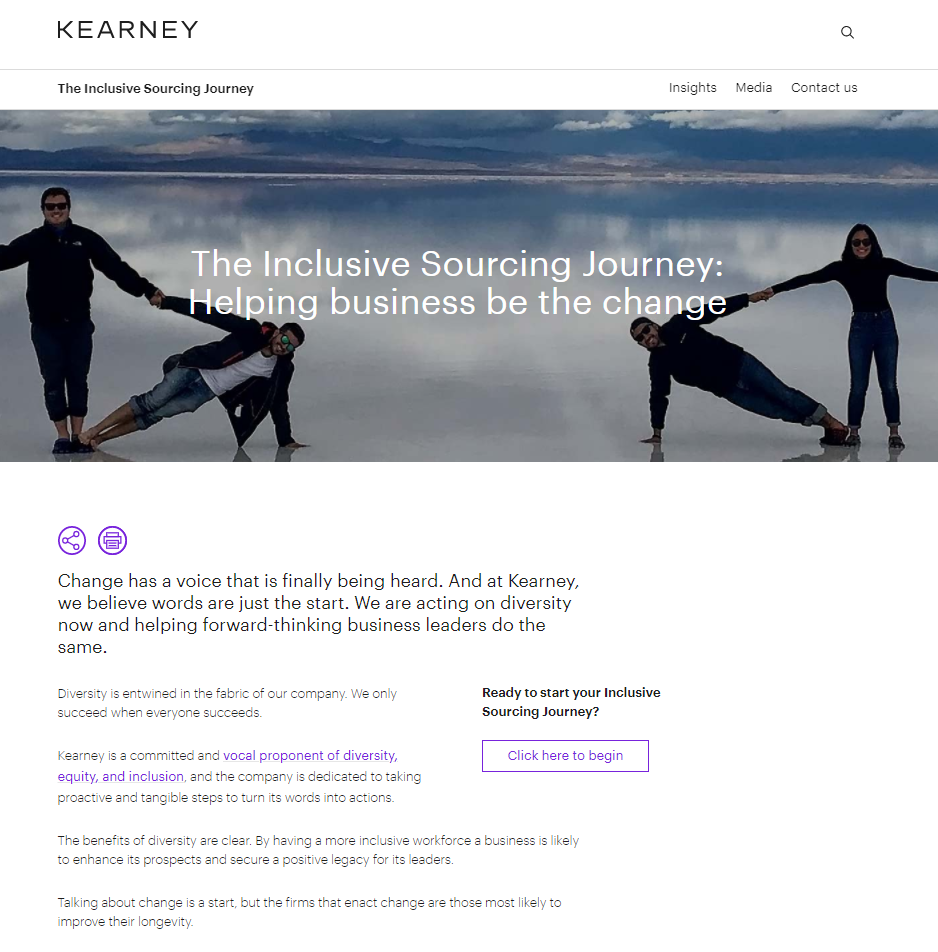 KEARNEY
The Inclusive Sourcing Journey
Insights
Media
Contact us
The Inclusive Sourcing Journey:
Helping business be the change
Change has a voice that is finally being heard. And at Kearney,
we believe words are just the start. We are acting on diversity
now and helping forward-thinking business leaders do the
same.
Diversity is entwined in the fabric of our company. We only
succeed when everyone succeeds.
Kearney is a committed and vocal proponent of diversity,
equity, and inclusion, and the company is dedicated to taking
proactive and tangible steps to turn its words into actions.
The benefits of diversity are clear. By having a more inclusive workforce a business is likely
to enhance its prospects and secure a positive legacy for its leaders.
Talking about change is a start, but the firms that enact change are those most likely to
improve their longevity.
Ready to start your Inclusive
Sourcing Journey?
Click here to begin